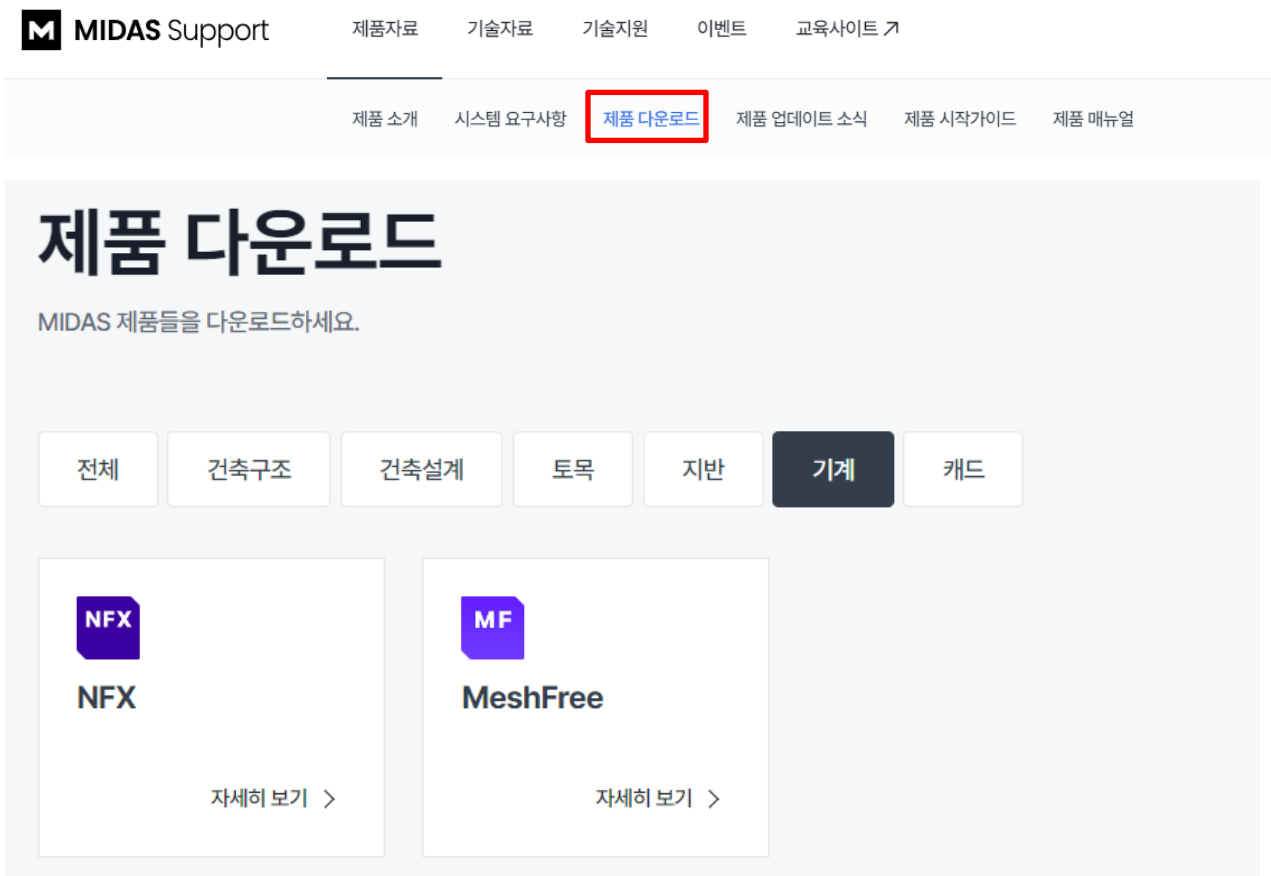 M MIDAS Support 제품자료 기술자료 기술지원 이벤트 교육사이트
제품 소개 시스템 요구사항 제품 다운로드 제품 업데이트 소식 제품 시작가이드 제품 매뉴얼
제품 다운로드
MIDAS 제품들을 다운로드하세요.
전체 건축구조 건축설계 토목 지반 기계 캐드
NFX MF
NFX MeshFree
자세히 보기 자세히 보기